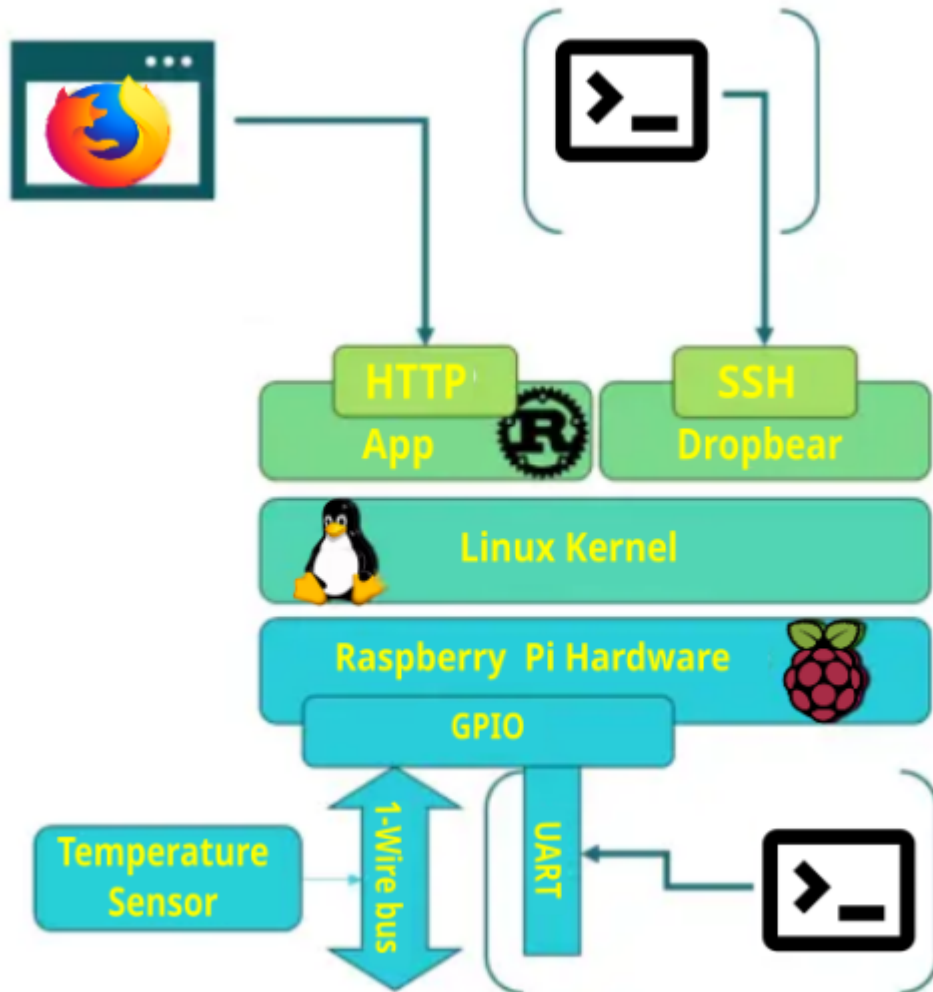 HTTP
SSH
App
Dropbear
Linux Kernel
Raspberry Pi Hardware
GPIO
1-Wire bus
UART
Temperature
Sensor